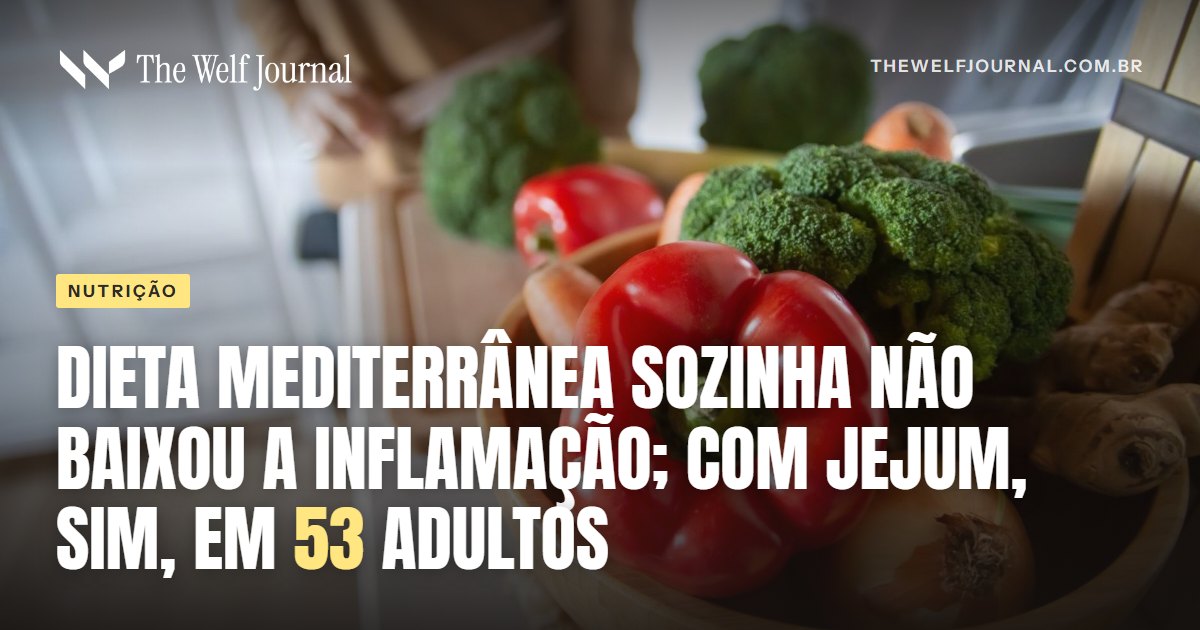 The Welf Journal
THEWELFJOURNAL.COM.BR
NUTRIÇÃO
DIETA MEDITERRÂNEA SOZINHA NÃO
BAIXOU A INFLAMAÇÃO; COM JEJUM,
SIM, EM 53 ADULTOS